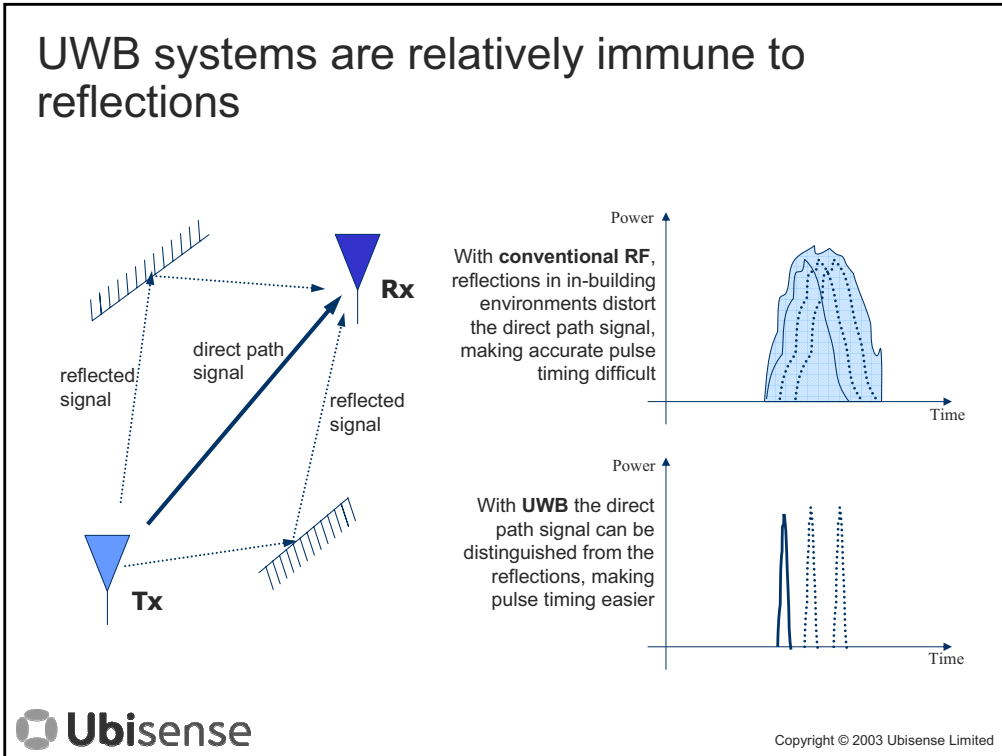 UWB systems are relatively immune to
reflections
Rx
direct path
signal
reflected
signal
reflected
signal
Tx
Power
With conventional RF,
reflections in in-building
environments distort
the direct path signal,
making accurate pulse
timing difficult
Time
Power
With UWB the direct
path signal can be
distinguished from the
reflections, making
pulse timing easier
Time
Ubisense
Copyright © 2003 Ubisense Limited